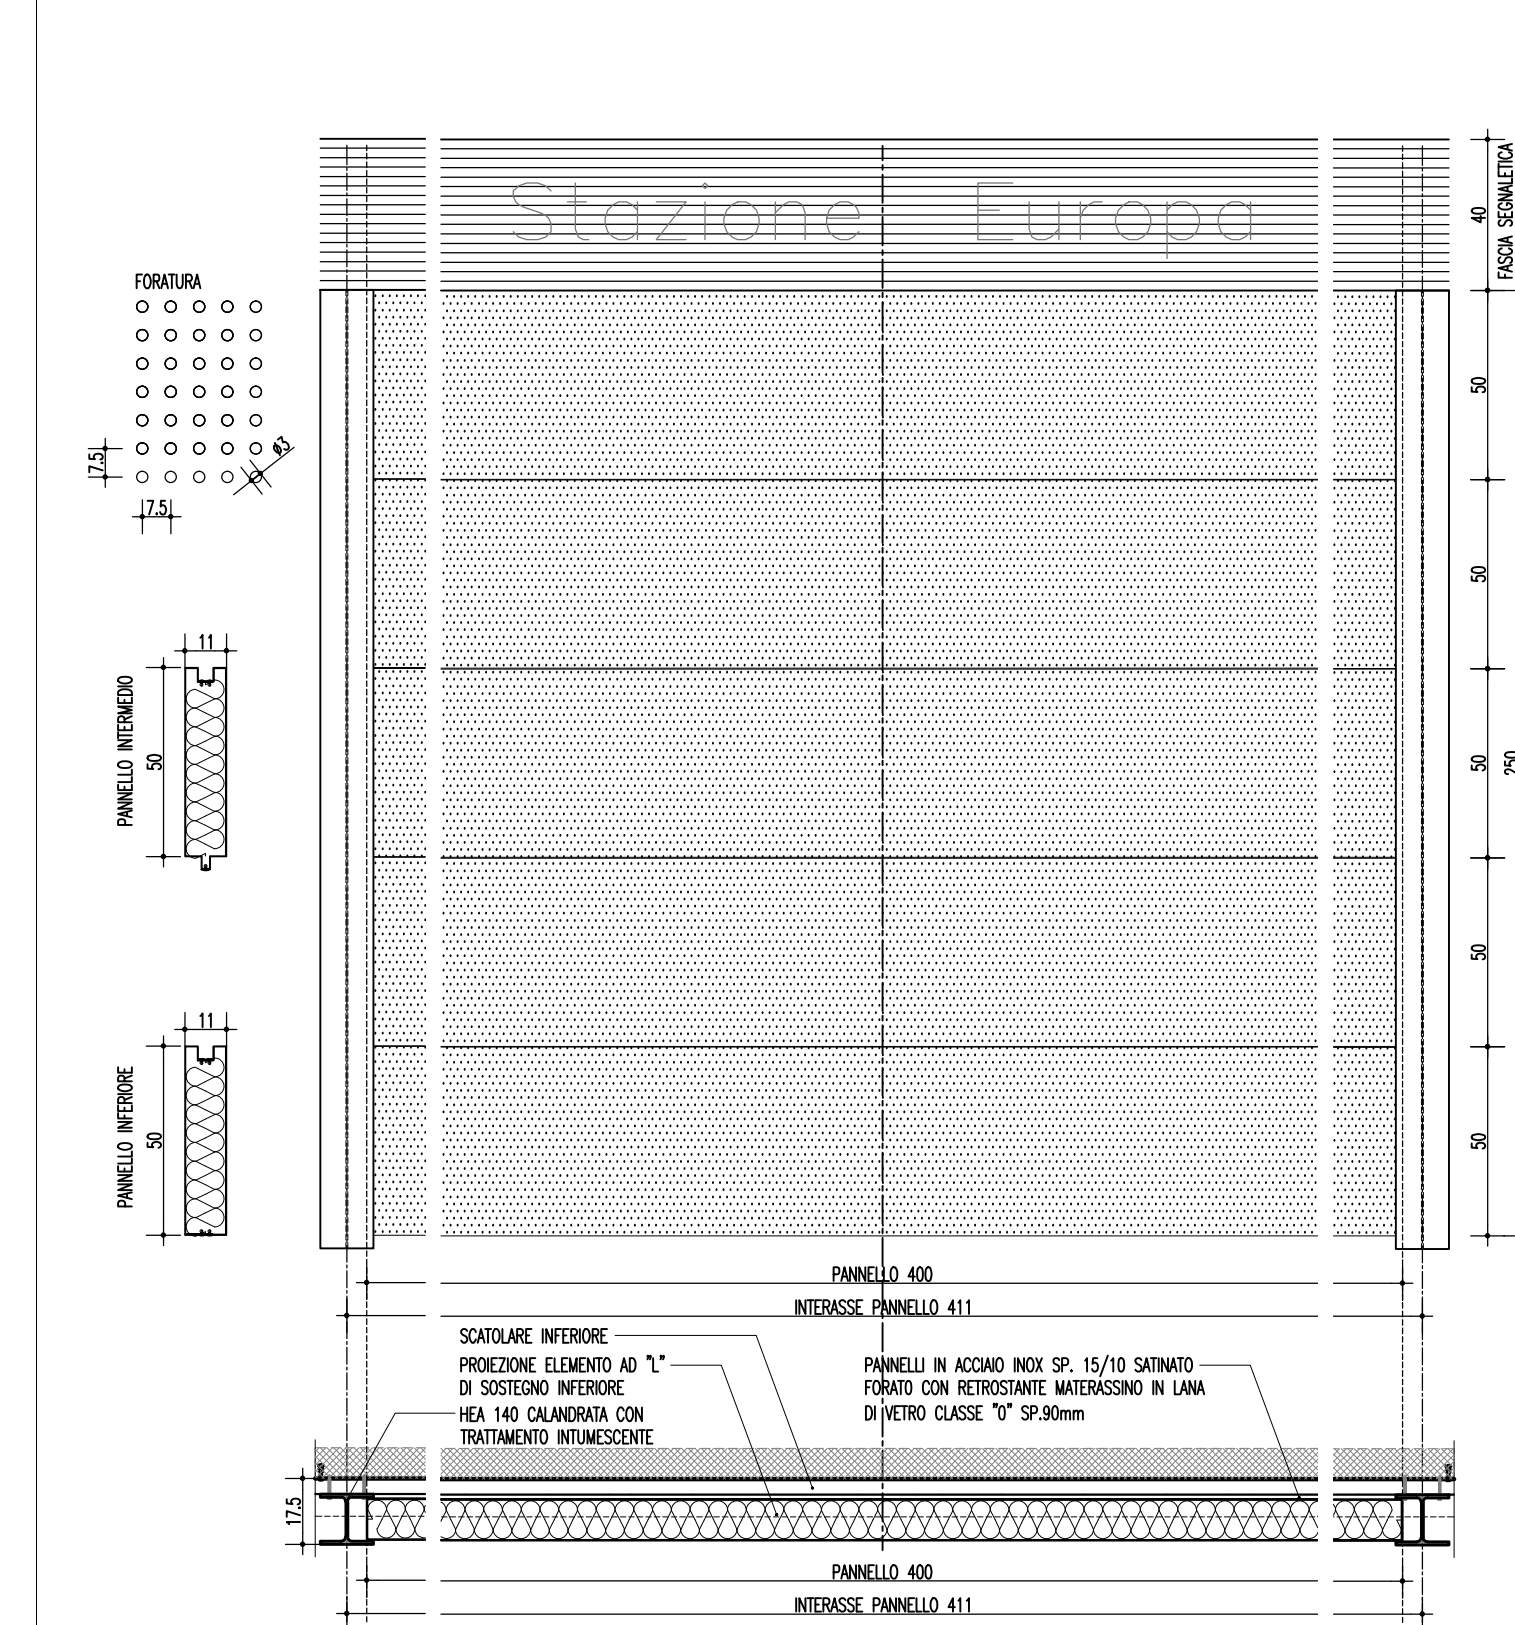 Stazione Europa
40
FASCIA SEGNALETICA
FORATURA
7.5
ø3
7.5
50
50
50
50
50
250
11
PANNELLO INTERMEDIO
50
11
PANNELLO INFERIORE
50
PANNELLO 400
INTERASSE PANNELLO 411
SCATOLARE INFERIORE
PROIEZIONE ELEMENTO AD "L"
DI SOSTEGNO INFERIORE
HEA 140 CALANDRATA CON
TRATTAMENTO INTUMESCENTE
PANNELLI IN ACCIAIO INOX SP. 15/10 SATINATO
FORATO CON RETROSTANTE MATERASSINO IN LANA
DI VETRO CLASSE "0" SP.90mm
17.5
PANNELLO 400
INTERASSE PANNELLO 411